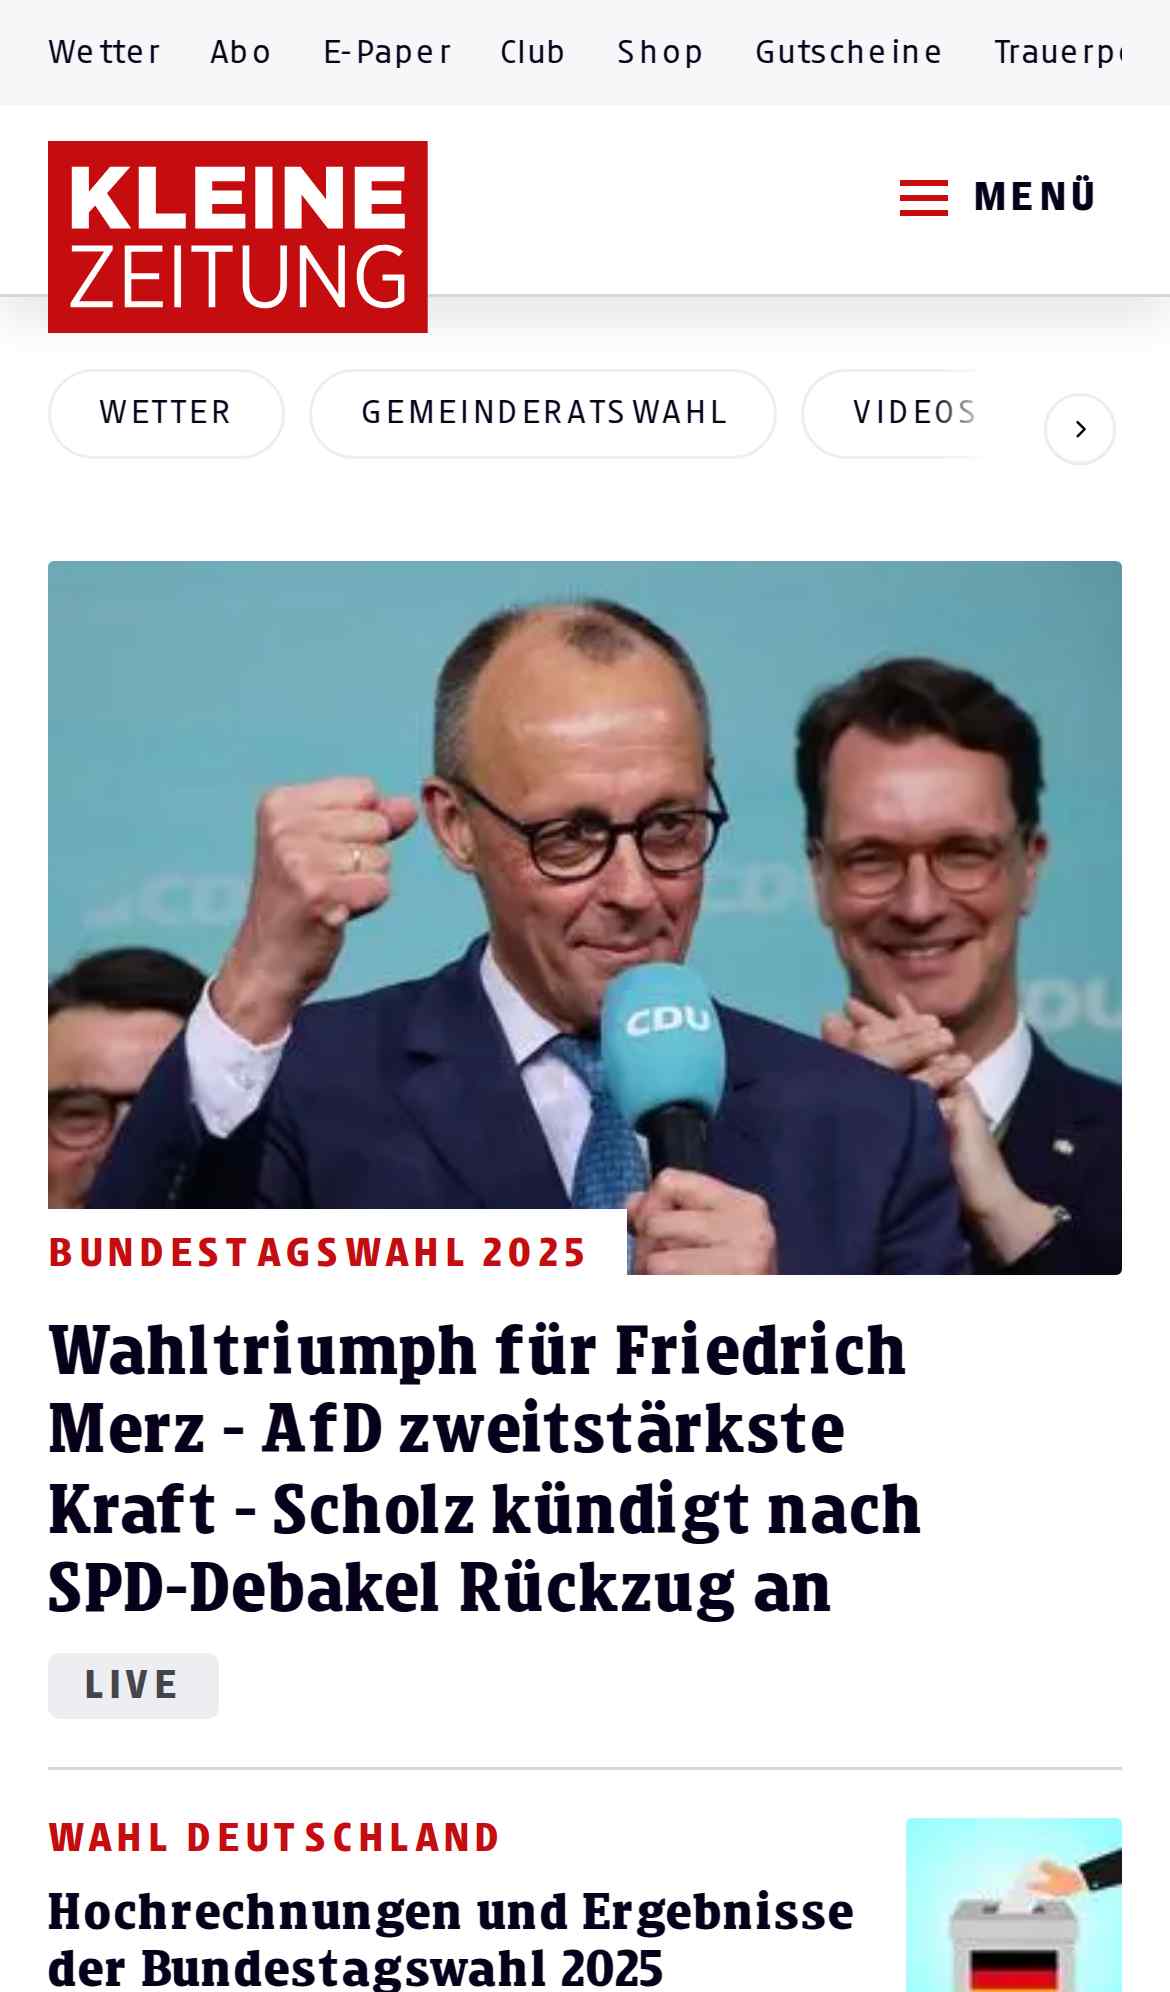 Wetter Abo E-Paper Club Shop Gutscheine
KLEINE
ZEITUNG
MENÜ
WETTER GEMEINDERATSWAHL VIDEOS
CDU
BUNDESTAGSWAHL 2025
Wahltriumph für Friedrich
Merz - AfD zweitstärkste
Kraft - Scholz kündigt nach
SPD-Debakel Rückzug an
LIVE
WAHL DEUTSCHLAND
Hochrechnungen und Ergebnisse
der Bundestagswahl 2025